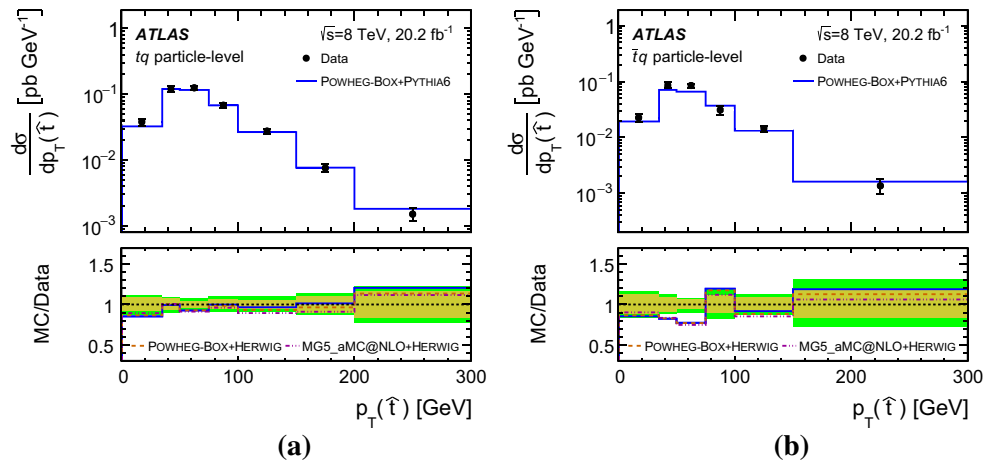 ATLAS √s=8 TeV, 20.2 fb⁻¹
tq particle-level
Data
POWHEG-BOX+PYTHIA6
dσ/dp_T(t̂) [pb GeV⁻¹]
1
10⁻¹
10⁻²
10⁻³
MC/Data
1.5
1
0.5
POWHEG-BOX+HERWIG MG5_aMC@NLO+HERWIG
0 100 200 300
p_T(t̂) [GeV]
(a)
ATLAS √s=8 TeV, 20.2 fb⁻¹
t̄q particle-level
Data
POWHEG-BOX+PYTHIA6
dσ/dp_T(t̂) [pb GeV⁻¹]
1
10⁻¹
10⁻²
10⁻³
MC/Data
1.5
1
0.5
POWHEG-BOX+HERWIG MG5_aMC@NLO+HERWIG
0 100 200 300
p_T(t̂) [GeV]
(b)